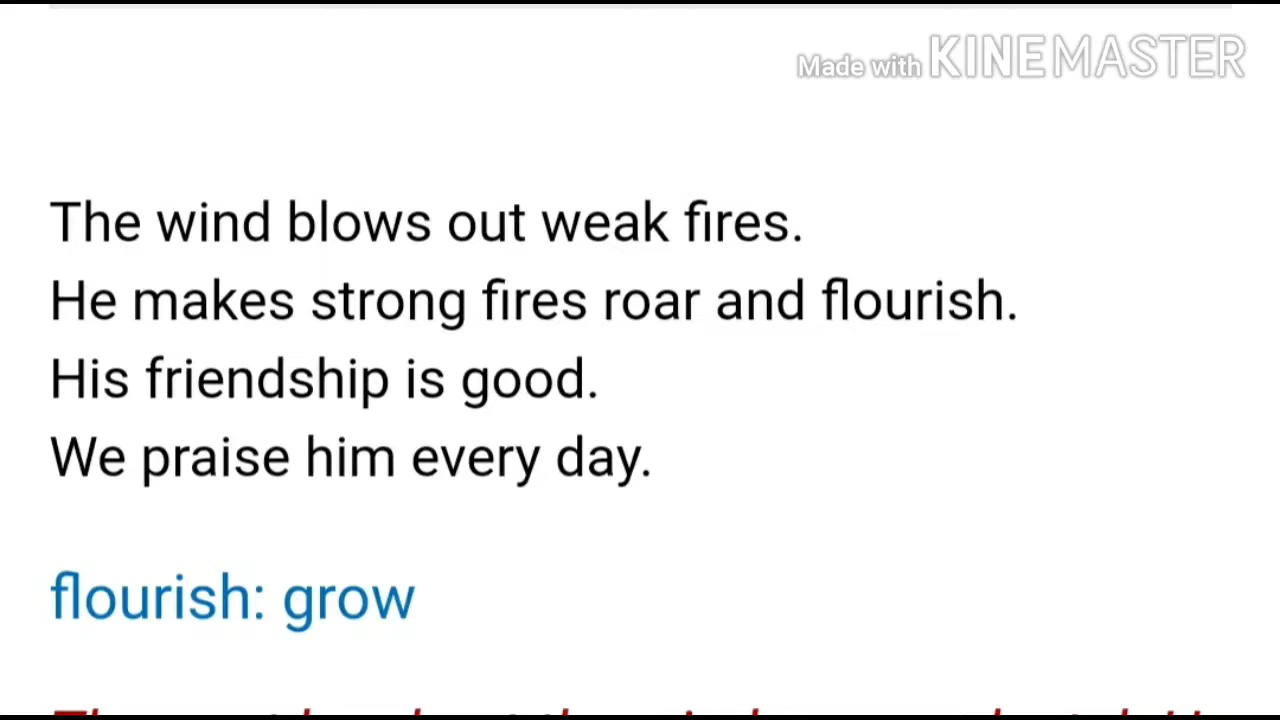 Made with KINEMASTER
The wind blows out weak fires.
He makes strong fires roar and flourish.
His friendship is good.
We praise him every day.
flourish: grow